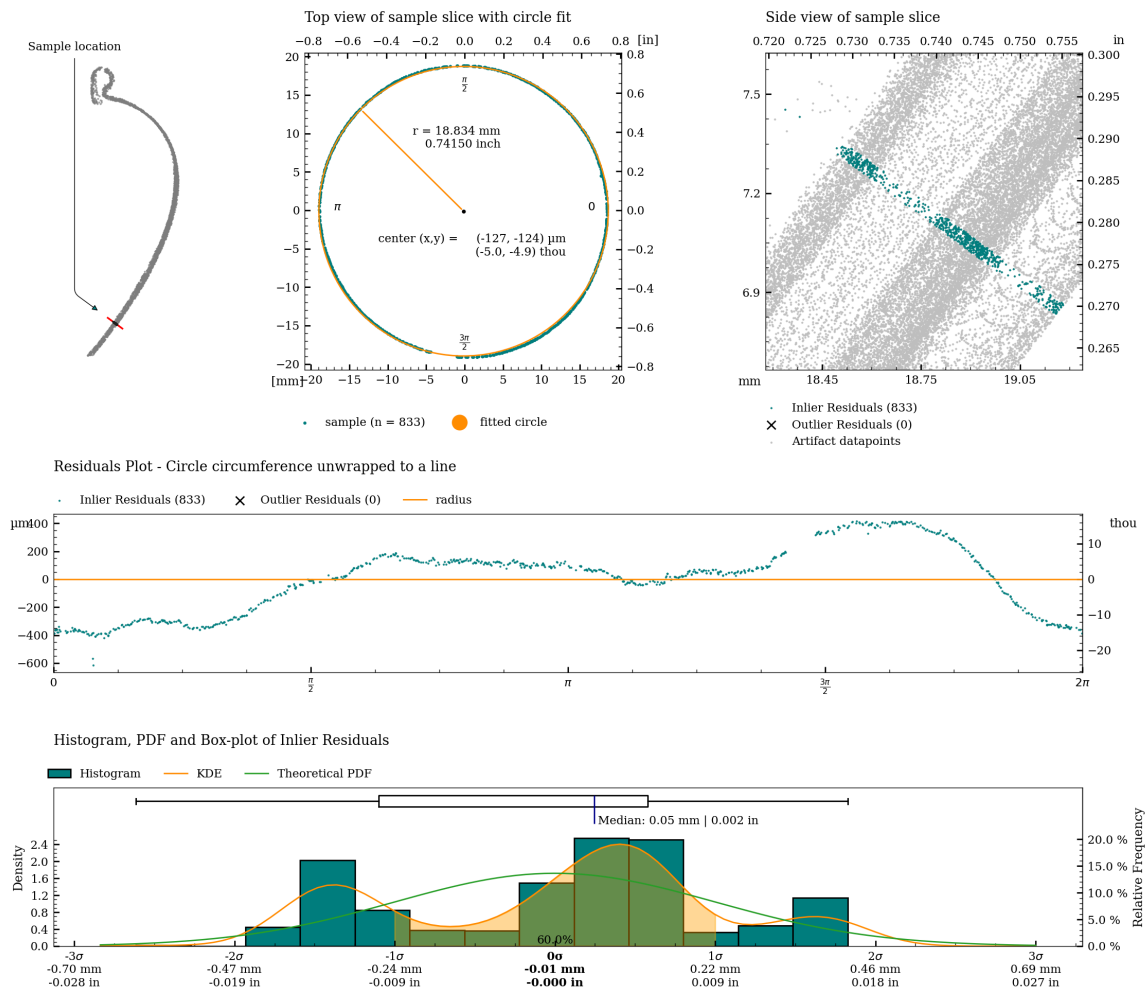 Sample location
Top view of sample slice with circle fit
−0.8 −0.6 −0.4 −0.2 0.0 0.2 0.4 0.6 0.8 [in]
20
15
10
5
0
−5
−10
−15
−20
π/2
π
0
3π/2
r = 18.834 mm
0.74150 inch
center (x,y) = (-127, -124) µm
(-5.0, -4.9) thou
0.8
0.6
0.4
0.2
0.0
−0.2
−0.4
−0.6
−0.8
[mm] −20 −15 −10 −5 0 5 10 15 20
sample (n = 833) fitted circle
Side view of sample slice
0.720 0.725 0.728 0.730 0.733 0.738 0.740 0.742 0.745 0.747 0.750 0.752 0.755 in
7.5
7.2
6.9
0.300
0.295
0.290
0.285
0.280
0.275
0.270
0.265
mm 18.45 18.75 19.05
Inlier Residuals (833)
Outlier Residuals (0)
Artifact datapoints
Residuals Plot - Circle circumference unwrapped to a line
Inlier Residuals (833) Outlier Residuals (0) radius
µm 400
200
0
−200
−400
−600
thou
10
0
−10
−20
0 π/2 π 3π/2 2π
Histogram, PDF and Box-plot of Inlier Residuals
Histogram KDE Theoretical PDF
Median: 0.05 mm | 0.002 in
Density
2.4
2.0
1.6
1.2
0.8
0.4
0.0
60.0%
Relative Frequency
20.0 %
15.0 %
10.0 %
5.0 %
0.0 %
-3σ -2σ -1σ 0σ 1σ 2σ 3σ
-0.70 mm -0.47 mm -0.24 mm -0.01 mm 0.22 mm 0.46 mm 0.69 mm
-0.028 in -0.019 in -0.009 in -0.000 in 0.009 in 0.018 in 0.027 in